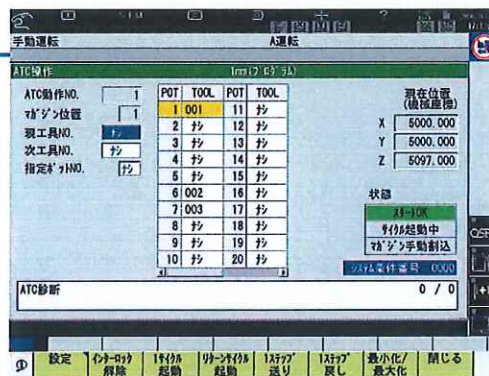 手動運転 A運転
ATC操作 1mm(プログラム)
ATC動作NO. 1
マガジン位置 1
現工具NO. ナシ
次工具NO. ナシ
指定ポットNO. ナシ
POT TOOL POT TOOL
1 001 11 ナシ
2 ナシ 12 ナシ
3 ナシ 13 ナシ
4 ナシ 14 ナシ
5 ナシ 15 ナシ
6 002 16 ナシ
7 003 17 ナシ
8 ナシ 18 ナシ
9 ナシ 19 ナシ
10 ナシ 20 ナシ
現在位置
(機械座標)
X 5000.000
Y 5000.000
Z 5097.000
状態
スタートOK
サイクル起動中
マガジン手動割込
システム条件番号 0000
ATC診断 0 / 0
設定 インターロック解除 1サイクル起動 リターンサイクル起動 1ステップ送り 1ステップ戻し 最小化/最大化 閉じる